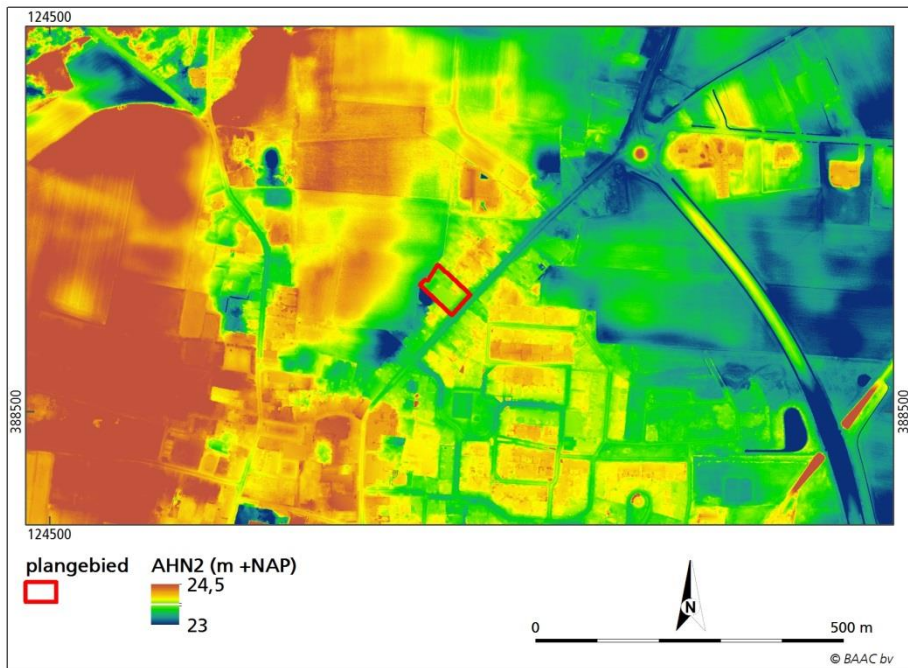 124500
388500
388500
124500
plangebied
AHN2 (m +NAP)
24,5
23
N
0
500 m
© BAAC bv